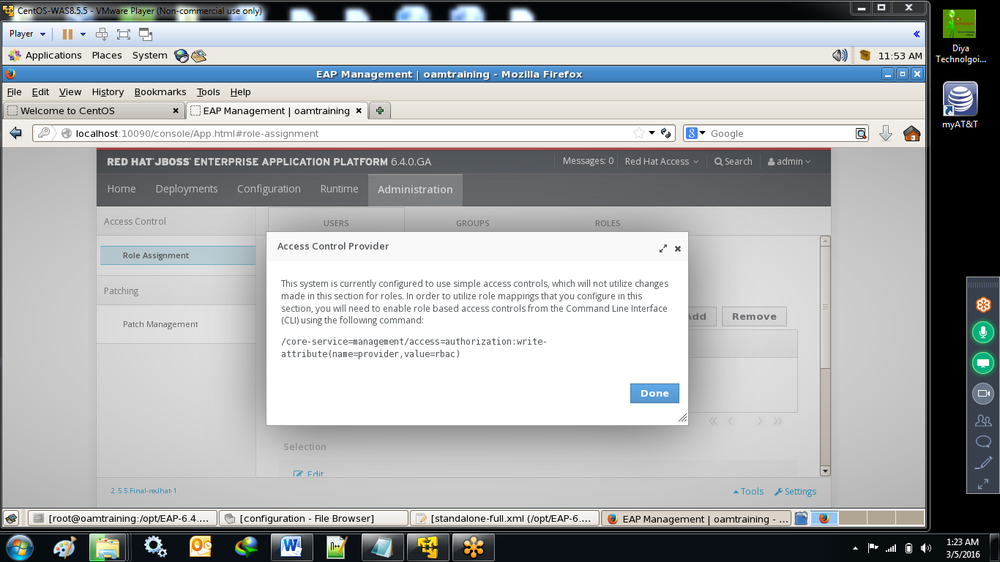 CentOS-WAS8.5.5 - VMware Player (Non-commercial use only)
Player
Applications Places System
11:53 AM
EAP Management | oamtraining - Mozilla Firefox
File Edit View History Bookmarks Tools Help
Welcome to CentOS
EAP Management | oamtraining
localhost:10090/console/App.html#role-assignment
Google
RED HAT JBOSS ENTERPRISE APPLICATION PLATFORM 6.4.0.GA
Messages: 0 Red Hat Access Search admin
Home Deployments Configuration Runtime Administration
Access Control
USERS GROUPS ROLES
Role Assignment
Patching
Patch Management
Access Control Provider
This system is currently configured to use simple access controls, which will not utilize changes
made in this section for roles. In order to utilize role mappings that you configure in this
section, you will need to enable role based access controls from the Command Line Interface
(CLI) using the following command:
/core-service=management/access=authorization:write-
attribute(name=provider,value=rbac)
Done
Add Remove
Selection
Edit
2.5.5.Final-redhat-1
Tools Settings
[root@oamtraining:/opt/EAP-6.4....
[configuration - File Browser]
[standalone-full.xml (/opt/EAP-6....
EAP Management | oamtraining - ...
Diya
Technolgoi...
myAT&T
1:23 AM
3/5/2016